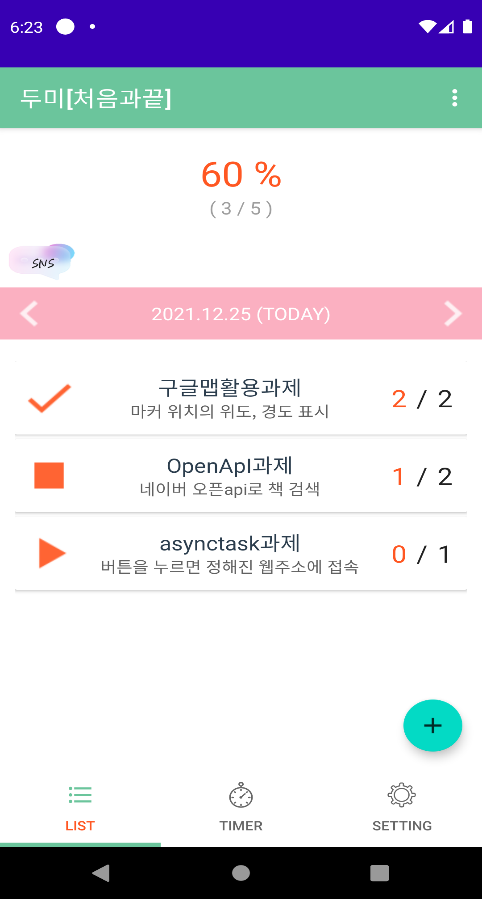 6:23
두미[처음과끝]
60 %
( 3 / 5 )
SNS
2021.12.25 (TODAY)
구글맵활용과제
마커 위치의 위도, 경도 표시
2 / 2
OpenApI과제
네이버 오픈api로 책 검색
1 / 2
asynctask과제
버튼을 누르면 정해진 웹주소에 접속
0 / 1
+
LIST
TIMER
SETTING